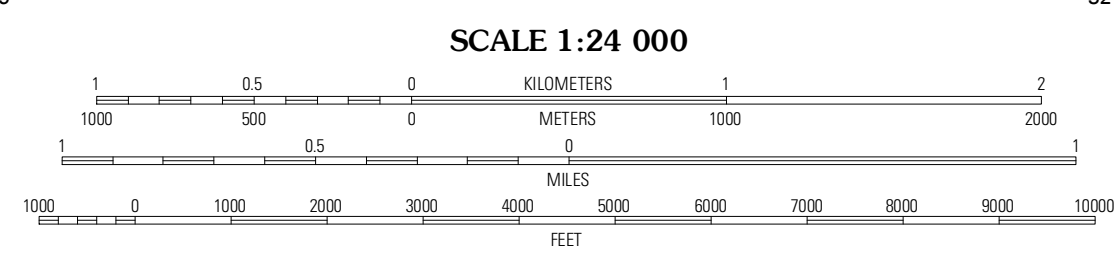 SCALE 1:24 000
1 0.5 0 KILOMETERS 1 2
1000 500 0 METERS 1000 2000
1 0.5 0 1
MILES
1000 0 1000 2000 3000 4000 5000 6000 7000 8000 9000 10000
FEET